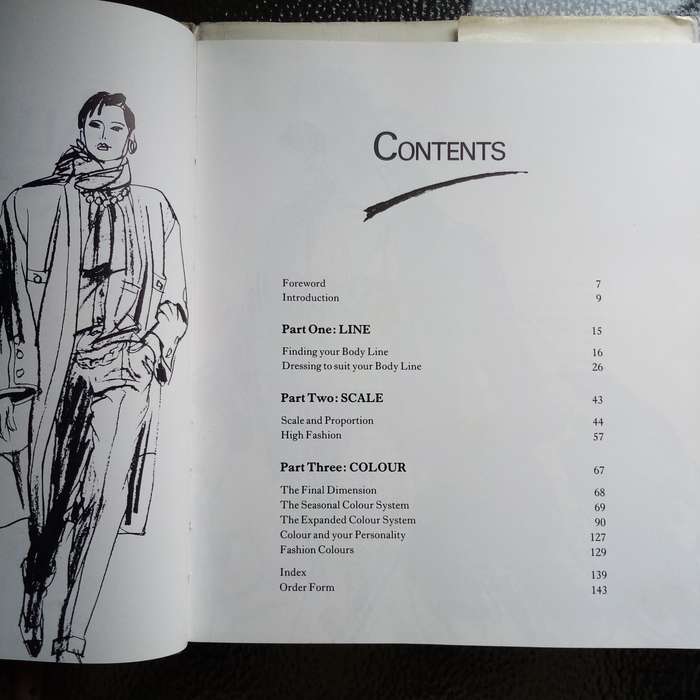 CONTENTS
Foreword 7
Introduction 9
Part One: LINE 15
Finding your Body Line 16
Dressing to suit your Body Line 26
Part Two: SCALE 43
Scale and Proportion 44
High Fashion 57
Part Three: COLOUR 67
The Final Dimension 68
The Seasonal Colour System 69
The Expanded Colour System 90
Colour and your Personality 127
Fashion Colours 129
Index 139
Order Form 143